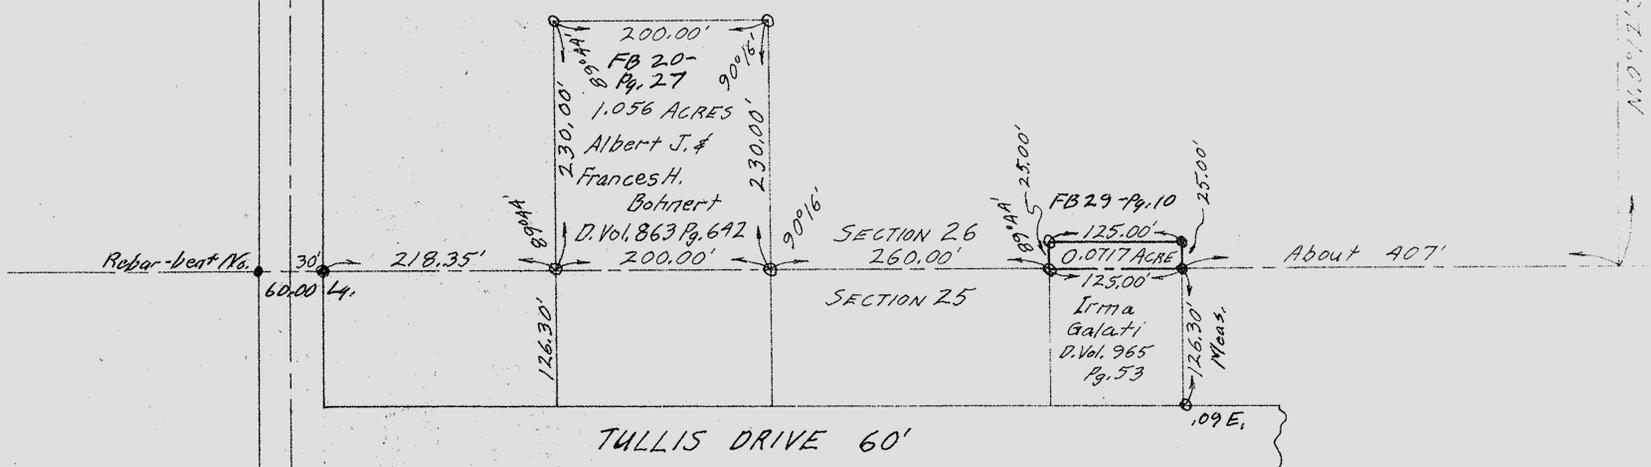 200.00'
89°44'
90°16'
FB 20-
Pg. 27
1.056 ACRES
230.00'
230.00'
Albert J. &
Frances H.
Bohnert
D. Vol. 863 Pg. 642
89°44'
90°16'
200.00'
Rebar-bent No.
30'
60.00' Ly.
218.35'
SECTION 26
260.00'
SECTION 25
89°44'
25.00'
25.00'
FB 29-Pg. 10
125.00'
0.0717 ACRE
125.00'
Irma
Galati
D. Vol. 965
Pg. 53
About 407'
126.30'
126.30'
Meas.
.09 E.
TULLIS DRIVE 60'